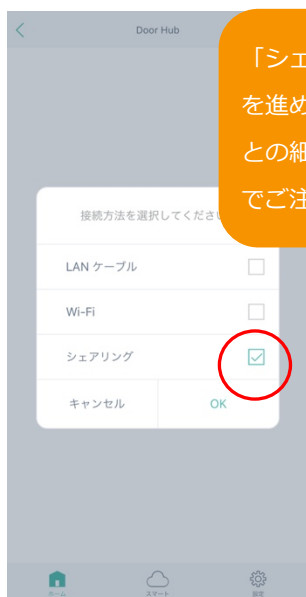 Door Hub
「シェ
を進め
との細
でご注
接続方法を選択してくださ
LAN ケーブル
Wi-Fi
シェアリング
キャンセル
OK
ホーム
スマート
設定